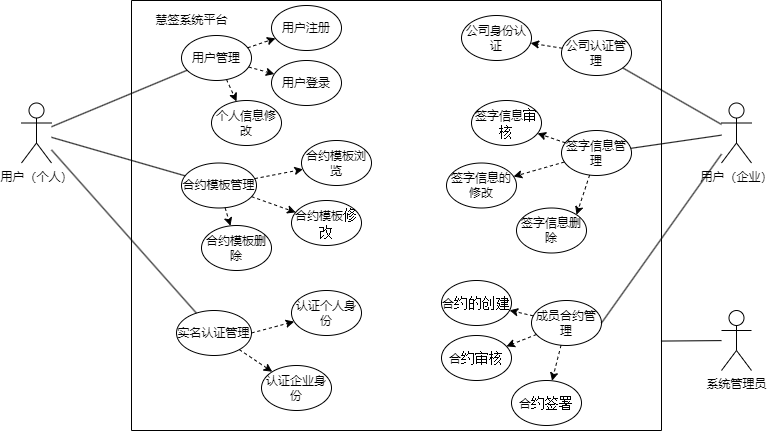 慧签系统平台
用户注册
用户管理
用户登录
个人信息修
改
公司身份认
证
公司认证管
理
用户（个人）
合约模板浏
览
合约模板管理
合约模板修
改
合约模板删
除
签字信息审
核
签字信息管
理
签字信息的
修改
签字信息删
除
用户（企业）
认证个人身
份
实名认证管理
认证企业身
份
合约的创建
成员合约管
理
合约审核
合约签署
系统管理员